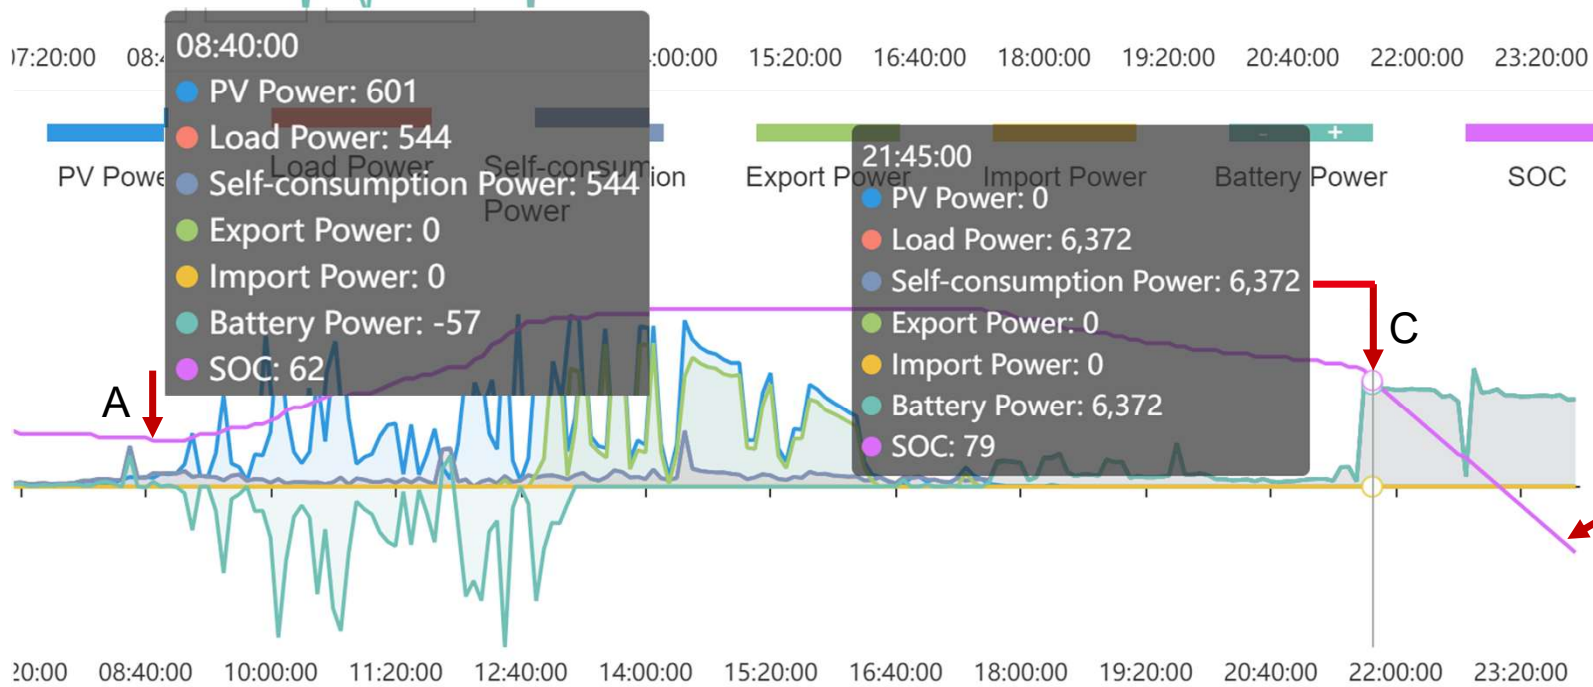 07:20:00 08:4 :00:00 15:20:00 16:40:00 18:00:00 19:20:00 20:40:00 22:00:00 23:20:00
08:40:00
PV Power: 601
Load Power: 544
Self-consumption Power: 544
Export Power: 0
Import Power: 0
Battery Power: -57
SOC: 62
PV Powe
Load Power
Self-consumption
Power
Export Power
Import Power
- +
Battery Power
SOC
21:45:00
PV Power: 0
Load Power: 6,372
Self-consumption Power: 6,372
Export Power: 0
Import Power: 0
Battery Power: 6,372
SOC: 79
A
C
:20:00 08:40:00 10:00:00 11:20:00 12:40:00 14:00:00 15:20:00 16:40:00 18:00:00 19:20:00 20:40:00 22:00:00 23:20:00